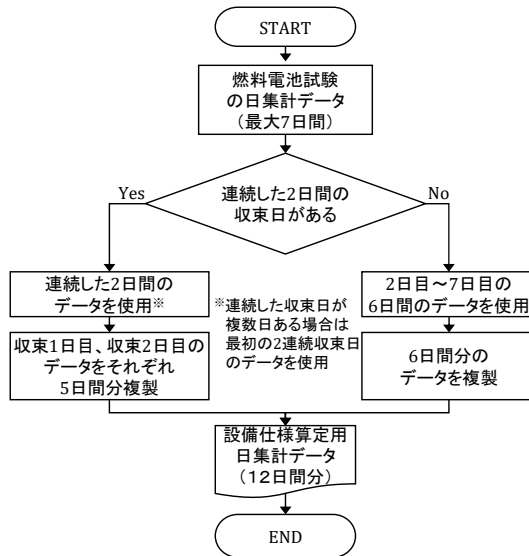 START
燃料電池試験
の日集計データ
（最大7日間）
連続した2日間の
収束日がある
Yes
No
連続した2日間の
データを使用※
※連続した収束日が
複数日ある場合は
最初の2連続収束日
のデータを使用
2日目～7日目の
6日間のデータを使用
収束1日目、収束2日目の
データをそれぞれ
5日間分複製
6日間分の
データを複製
設備仕様算定用
日集計データ
（12日間分）
END